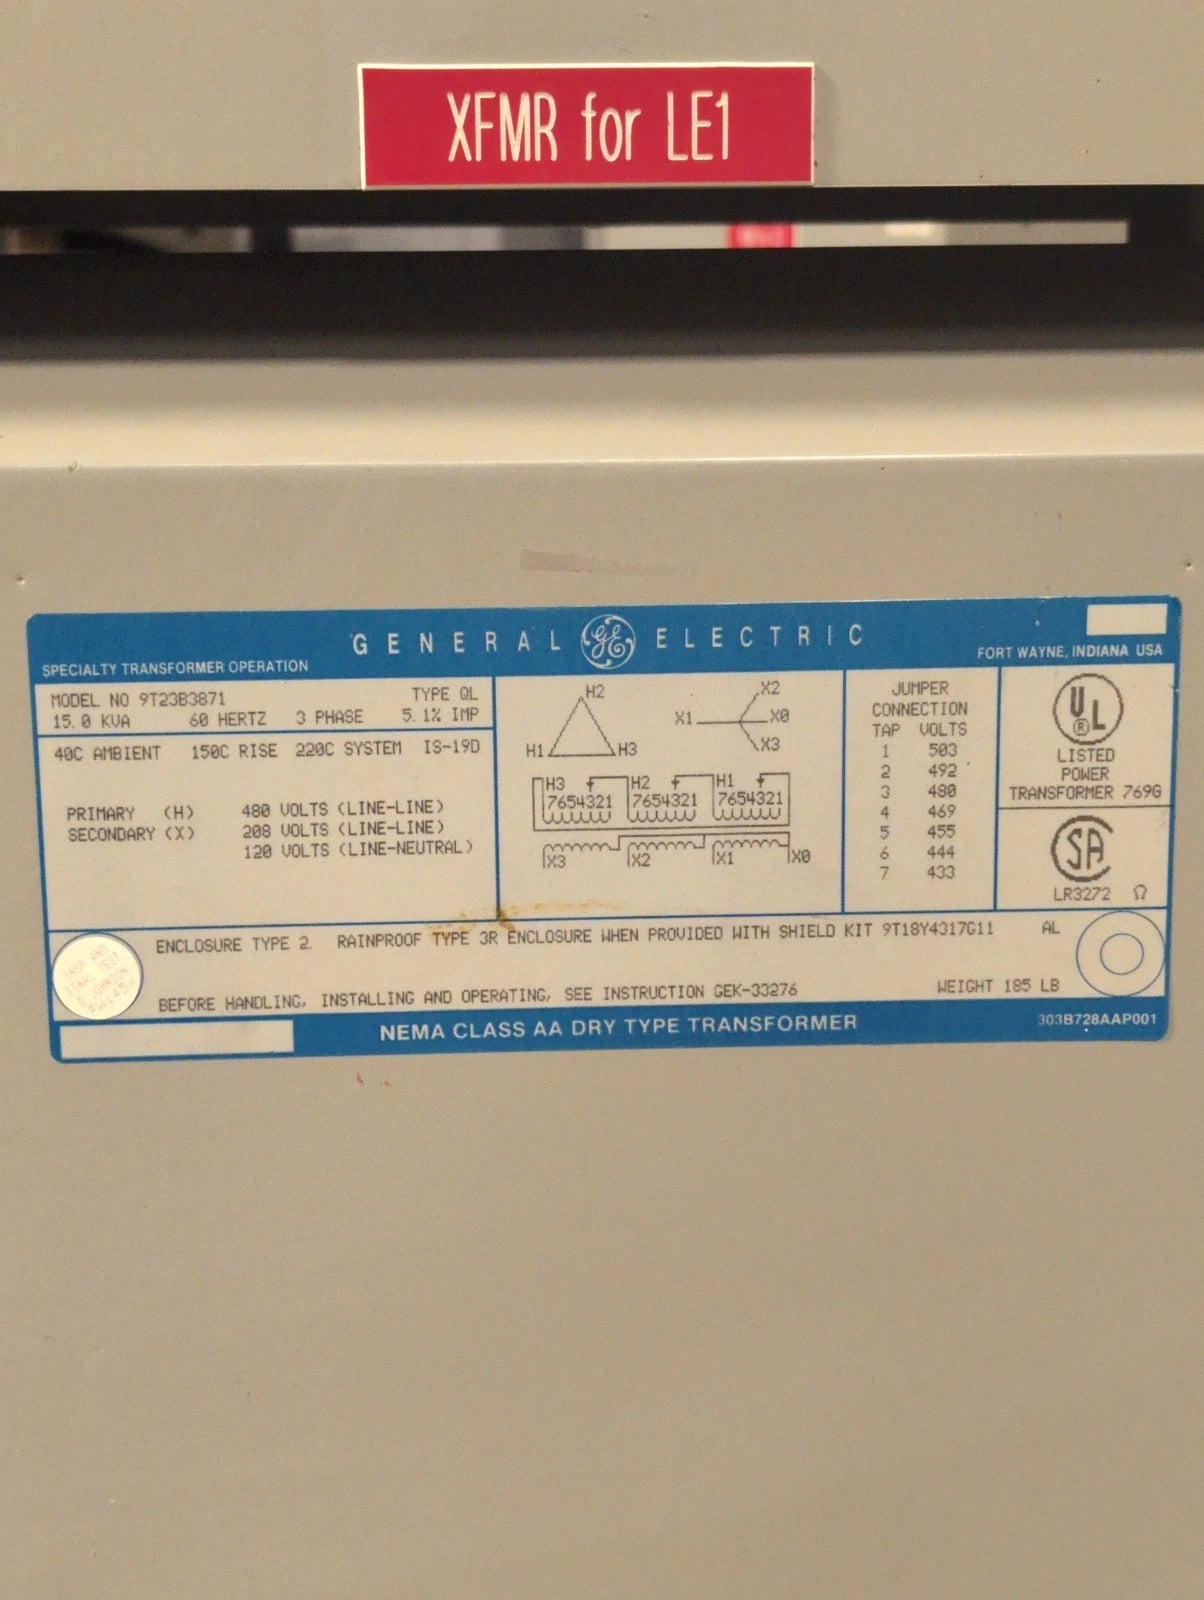 XFMR for LE1
GENERAL GE ELECTRIC
SPECIALTY TRANSFORMER OPERATION
FORT WAYNE, INDIANA USA
MODEL NO 9T23B3871 TYPE QL
15.0 KVA 60 HERTZ 3 PHASE 5.1% IMP
40C AMBIENT 150C RISE 220C SYSTEM IS-19D
PRIMARY (H) 480 VOLTS (LINE-LINE)
SECONDARY (X) 208 VOLTS (LINE-LINE)
120 VOLTS (LINE-NEUTRAL)
H2
H1 H3
X2
X1 X0
X3
H3 H2 H1
7654321 7654321 7654321
X3 X2 X1 X0
JUMPER
CONNECTION
TAP VOLTS
1 503
2 492
3 480
4 469
5 455
6 444
7 433
UL ®
LISTED
POWER
TRANSFORMER 769G
SA
LR3272 Ω
ENCLOSURE TYPE 2. RAINPROOF TYPE 3R ENCLOSURE WHEN PROVIDED WITH SHIELD KIT 9T18Y4317G11 AL
BEFORE HANDLING, INSTALLING AND OPERATING, SEE INSTRUCTION GEK-33276 WEIGHT 185 LB
INSP AND
FINAL TEST
D. JOHNSON
NEMA CLASS AA DRY TYPE TRANSFORMER
303B728AAP001